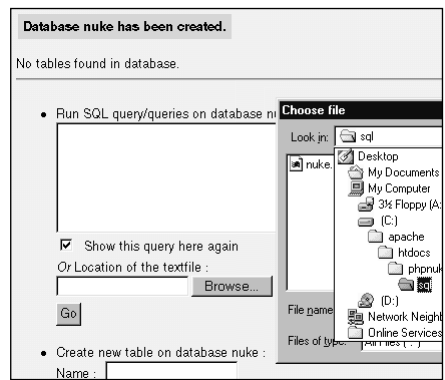 Database nuke has been created.
No tables found in database.
Run SQL query/queries on database
Show this query here again
Or Location of the textfile :
Browse...
Go
Create new table on database nuke :
Name :
Choose file
Look in: sql
nuke.
Desktop
My Documents
My Computer
3½ Floppy (A:
(C:)
apache
htdocs
phpnuk
sql
(D:)
Network Neighb
Online Services
File name
Files of type: